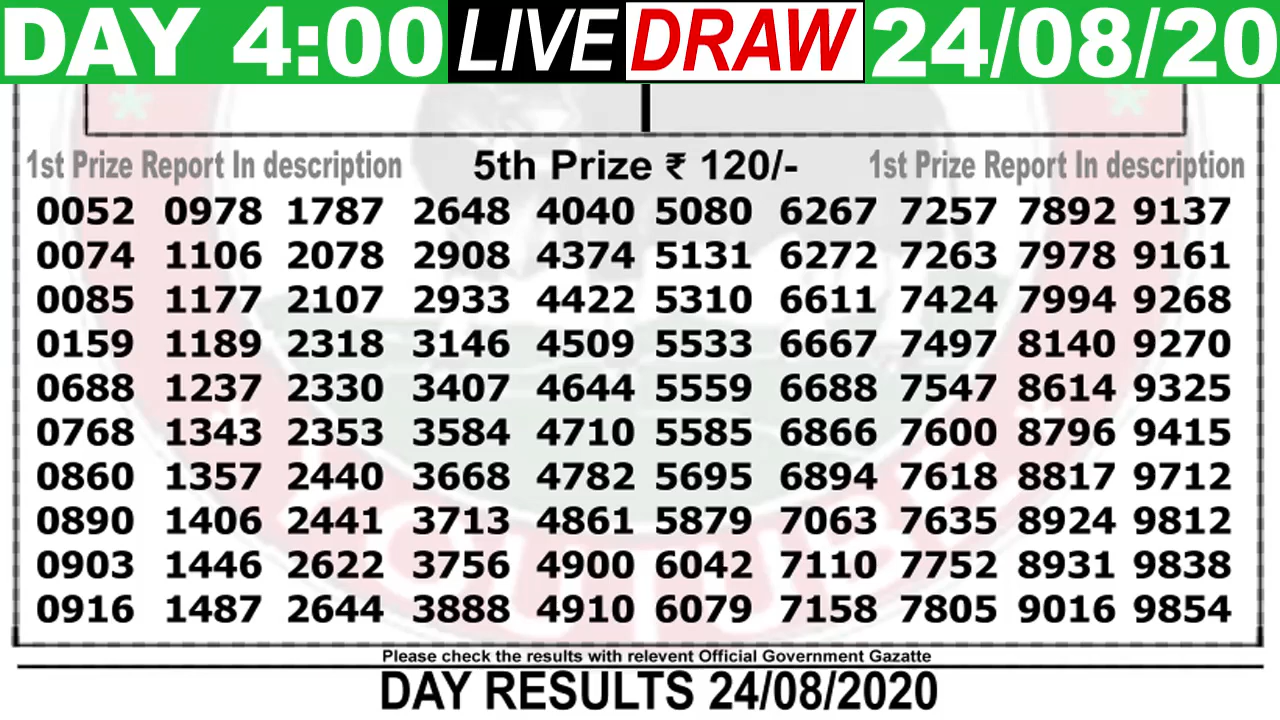 DAY 4:00 LIVE DRAW 24/08/20
1st Prize Report In description 5th Prize ₹ 120/- 1st Prize Report In description
0052 0978 1787 2648 4040 5080 6267 7257 7892 9137
0074 1106 2078 2908 4374 5131 6272 7263 7978 9161
0085 1177 2107 2933 4422 5310 6611 7424 7994 9268
0159 1189 2318 3146 4509 5533 6667 7497 8140 9270
0688 1237 2330 3407 4644 5559 6688 7547 8614 9325
0768 1343 2353 3584 4710 5585 6866 7600 8796 9415
0860 1357 2440 3668 4782 5695 6894 7618 8817 9712
0890 1406 2441 3713 4861 5879 7063 7635 8924 9812
0903 1446 2622 3756 4900 6042 7110 7752 8931 9838
0916 1487 2644 3888 4910 6079 7158 7805 9016 9854
YOUTUBE
Please check the results with relevent Official Government Gazatte
DAY RESULTS 24/08/2020